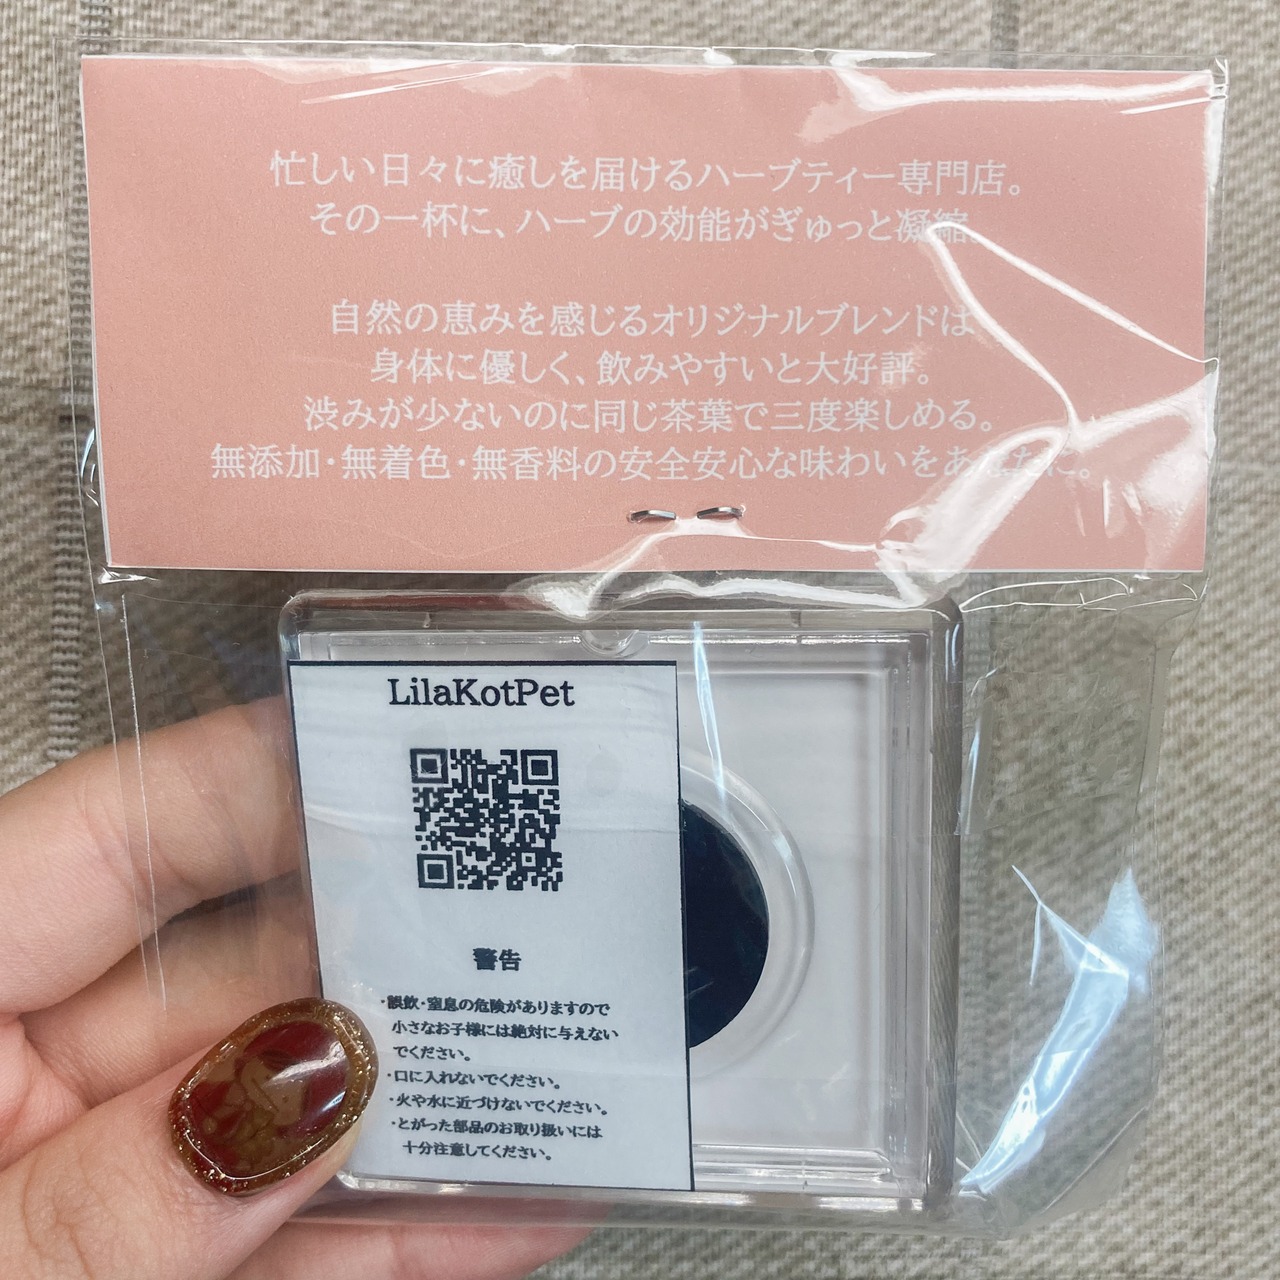 忙しい日々に癒しを届けるハーブティー専門店。
その一杯に、ハーブの効能がぎゅっと凝縮。
自然の恵みを感じるオリジナルブレンドは
身体に優しく、飲みやすいと大好評。
渋みが少ないのに同じ茶葉で三度楽しめる。
無添加・無着色・無香料の安全安心な味わいをあなたに。
LilaKotPet
警告
・誤飲・窒息の危険がありますので
小さなお子様には絶対に与えない
でください。
・口に入れないでください。
・火や水に近づけないでください。
・とがった部品のお取り扱いには
十分注意してください。